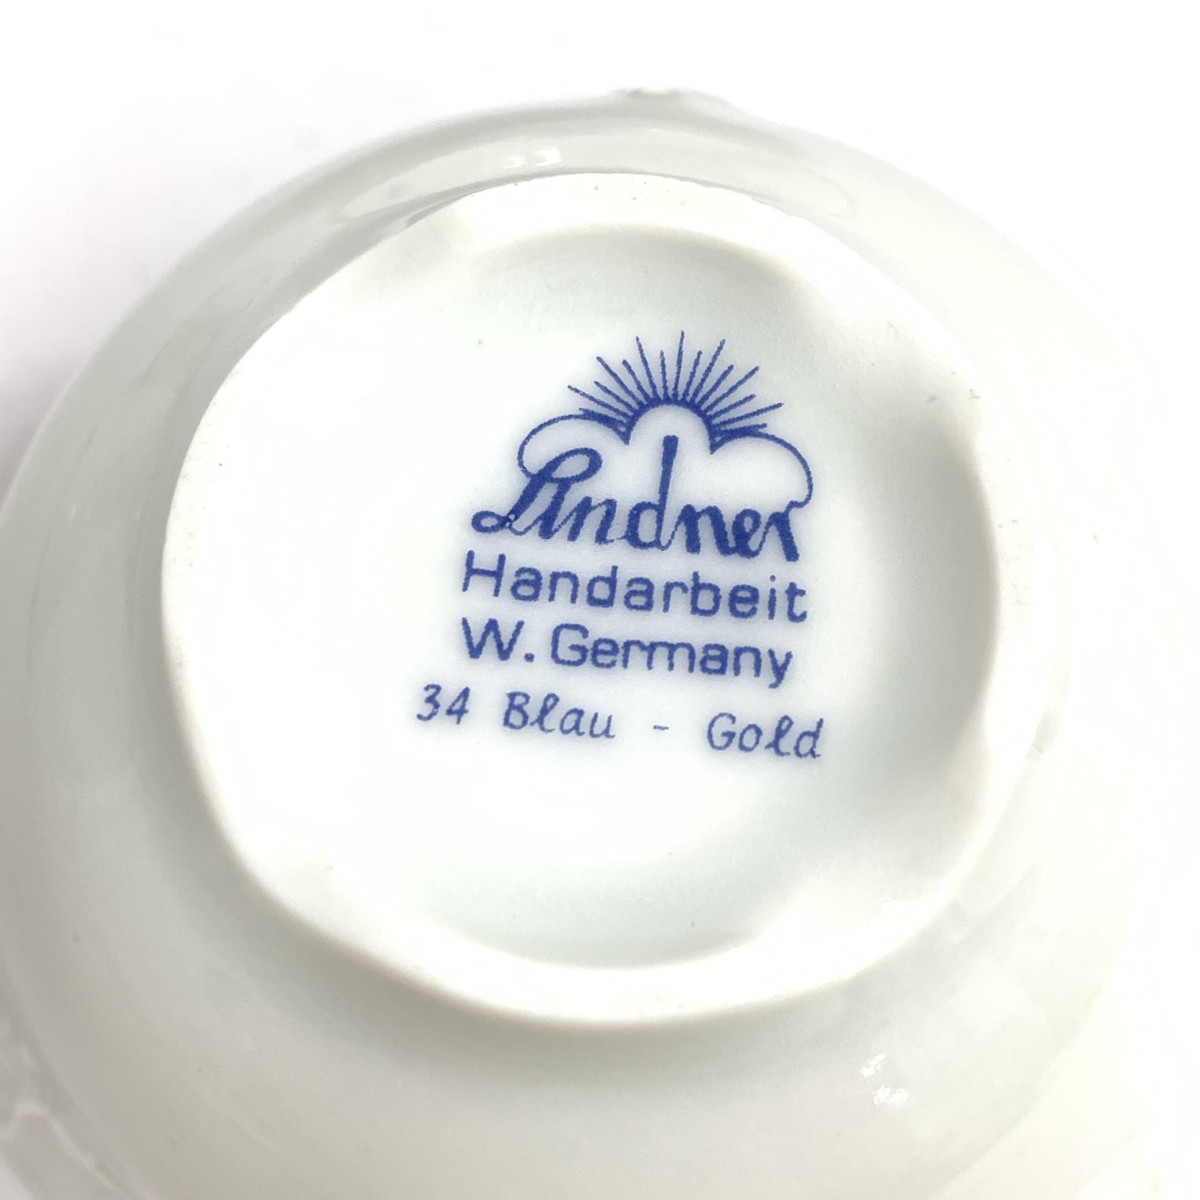 Lindner
Handarbeit
W. Germany
34 Blau - Gold